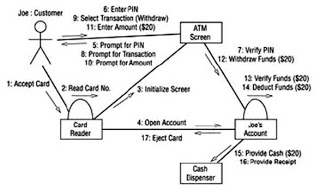 Joe : Customer
6: Enter PIN
9: Select Transaction (Withdraw)
11: Enter Amount ($20)
ATM
Screen
5: Prompt for PIN
8: Prompt for Transaction
10: Prompt for Amount
7: Verify PIN
12: Withdraw Funds ($20)
1: Accept Card
2: Read Card No.
3: Initialize Screen
13: Verify Funds ($20)
14: Deduct Funds ($20)
Card
Reader
4: Open Account
17: Eject Card
Joe's
Account
15: Provide Cash ($20)
16: Provide Receipt
Cash
Dispenser